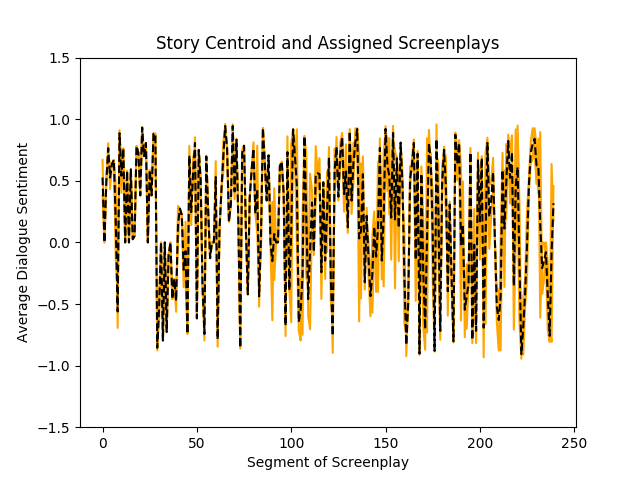 Story Centroid and Assigned Screenplays
1.5
1.0
0.5
0.0
−0.5
−1.0
−1.5
Average Dialogue Sentiment
0 50 100 150 200 250
Segment of Screenplay